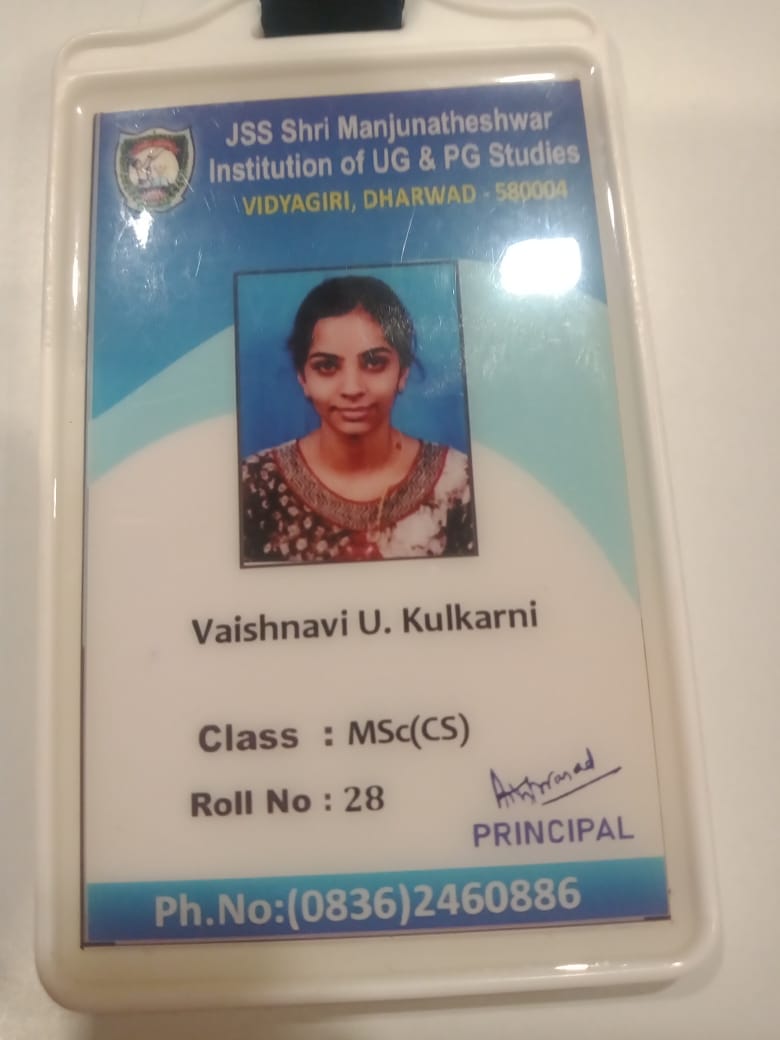 JSS Shri Manjunatheshwar
Institution of UG & PG Studies
VIDYAGIRI, DHARWAD - 580004
Vaishnavi U. Kulkarni
Class : MSc(CS)
Roll No : 28
PRINCIPAL
Ph.No:(0836)2460886